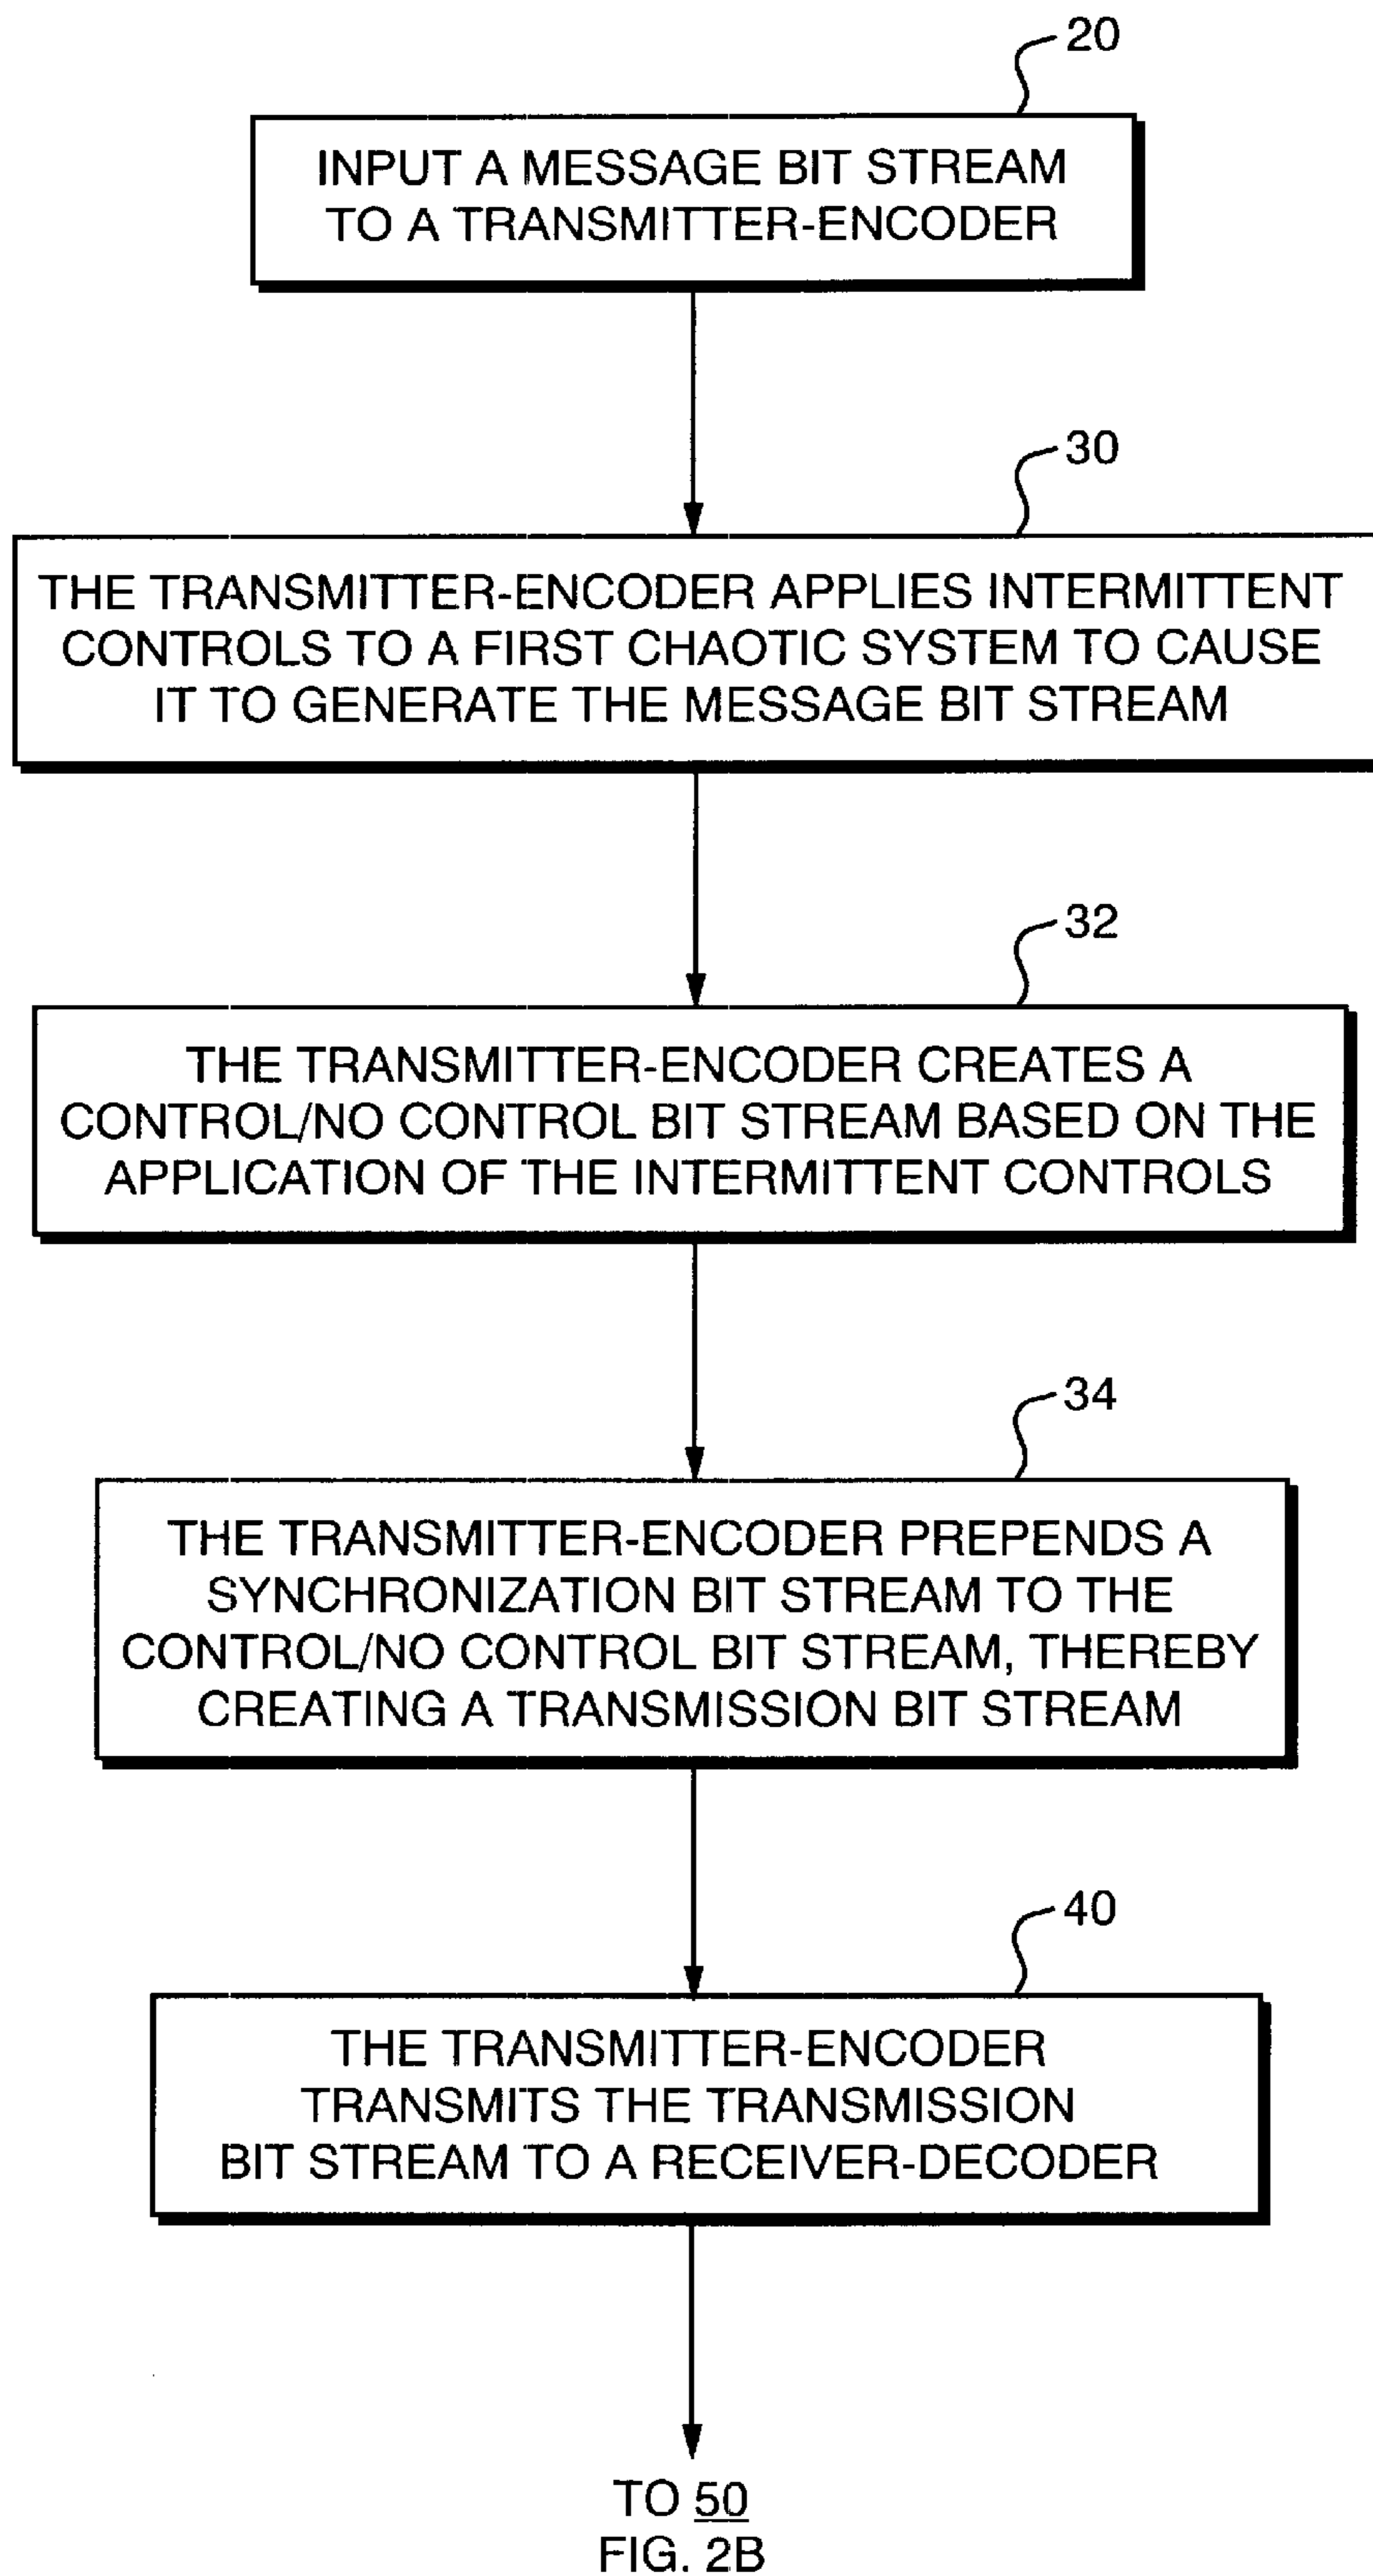 20
INPUT A MESSAGE BIT STREAM
TO A TRANSMITTER-ENCODER
30
THE TRANSMITTER-ENCODER APPLIES INTERMITTENT
CONTROLS TO A FIRST CHAOTIC SYSTEM TO CAUSE
IT TO GENERATE THE MESSAGE BIT STREAM
32
THE TRANSMITTER-ENCODER CREATES A
CONTROL/NO CONTROL BIT STREAM BASED ON THE
APPLICATION OF THE INTERMITTENT CONTROLS
34
THE TRANSMITTER-ENCODER PREPENDS A
SYNCHRONIZATION BIT STREAM TO THE
CONTROL/NO CONTROL BIT STREAM, THEREBY
CREATING A TRANSMISSION BIT STREAM
40
THE TRANSMITTER-ENCODER
TRANSMITS THE TRANSMISSION
BIT STREAM TO A RECEIVER-DECODER
TO 50
FIG. 2B